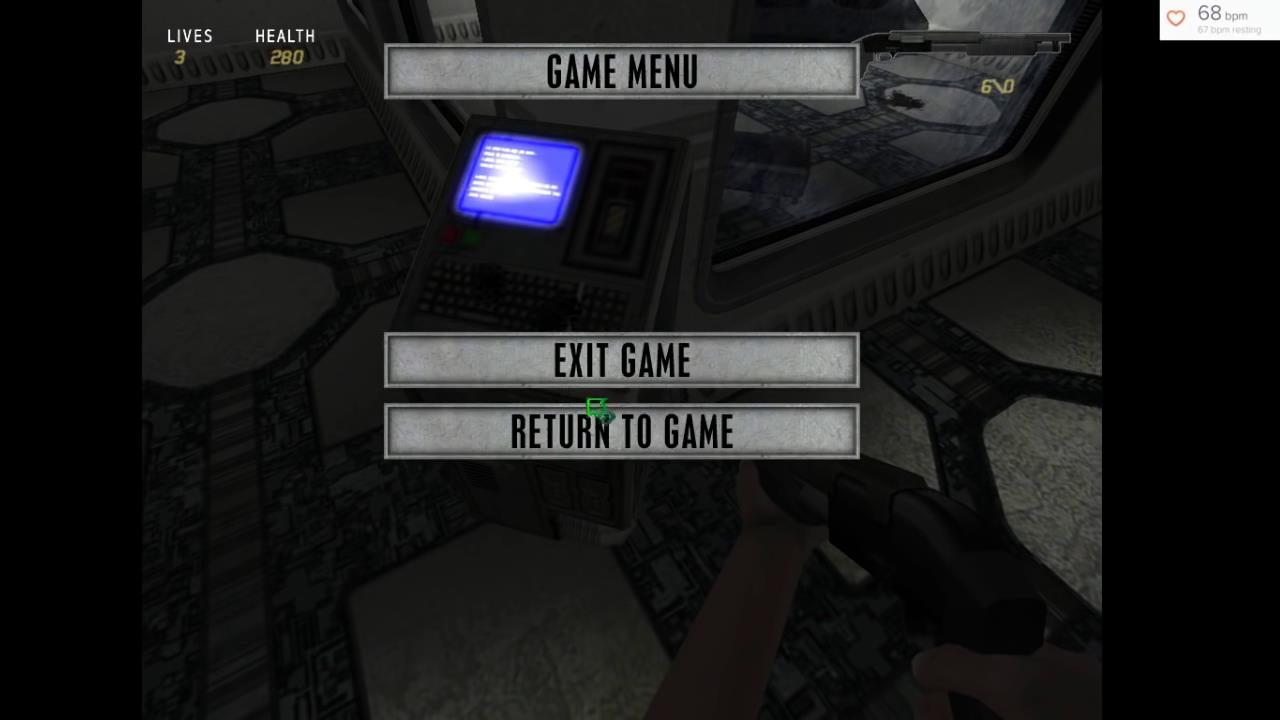 LIVES HEALTH
3 280
68 bpm
67 bpm resting
GAME MENU
6\0
EXIT GAME
RETURN TO GAME